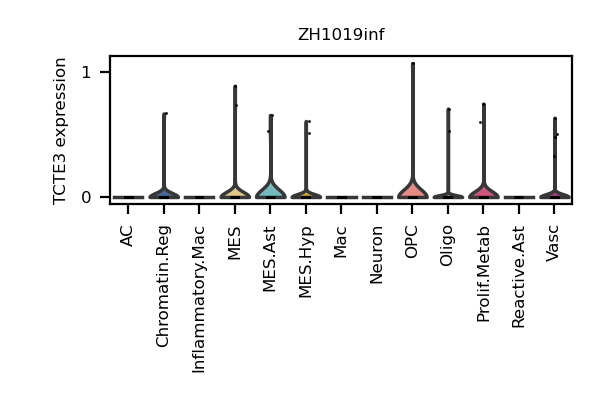 ZH1019inf
TCTE3 expression
1
0
AC
Chromatin.Reg
Inflammatory.Mac
MES
MES.Ast
MES.Hyp
Mac
Neuron
OPC
Oligo
Prolif.Metab
Reactive.Ast
Vasc